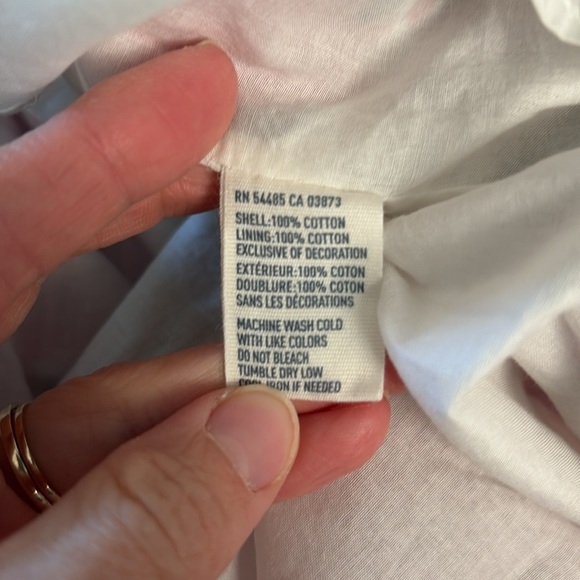 RN 54485 CA 03873
SHELL:100% COTTON
LINING:100% COTTON
EXCLUSIVE OF DECORATION
EXTÉRIEUR:100% COTON
DOUBLURE:100% COTON
SANS LES DÉCORATIONS
MACHINE WASH COLD
WITH LIKE COLORS
DO NOT BLEACH
TUMBLE DRY LOW
COOL IRON IF NEEDED